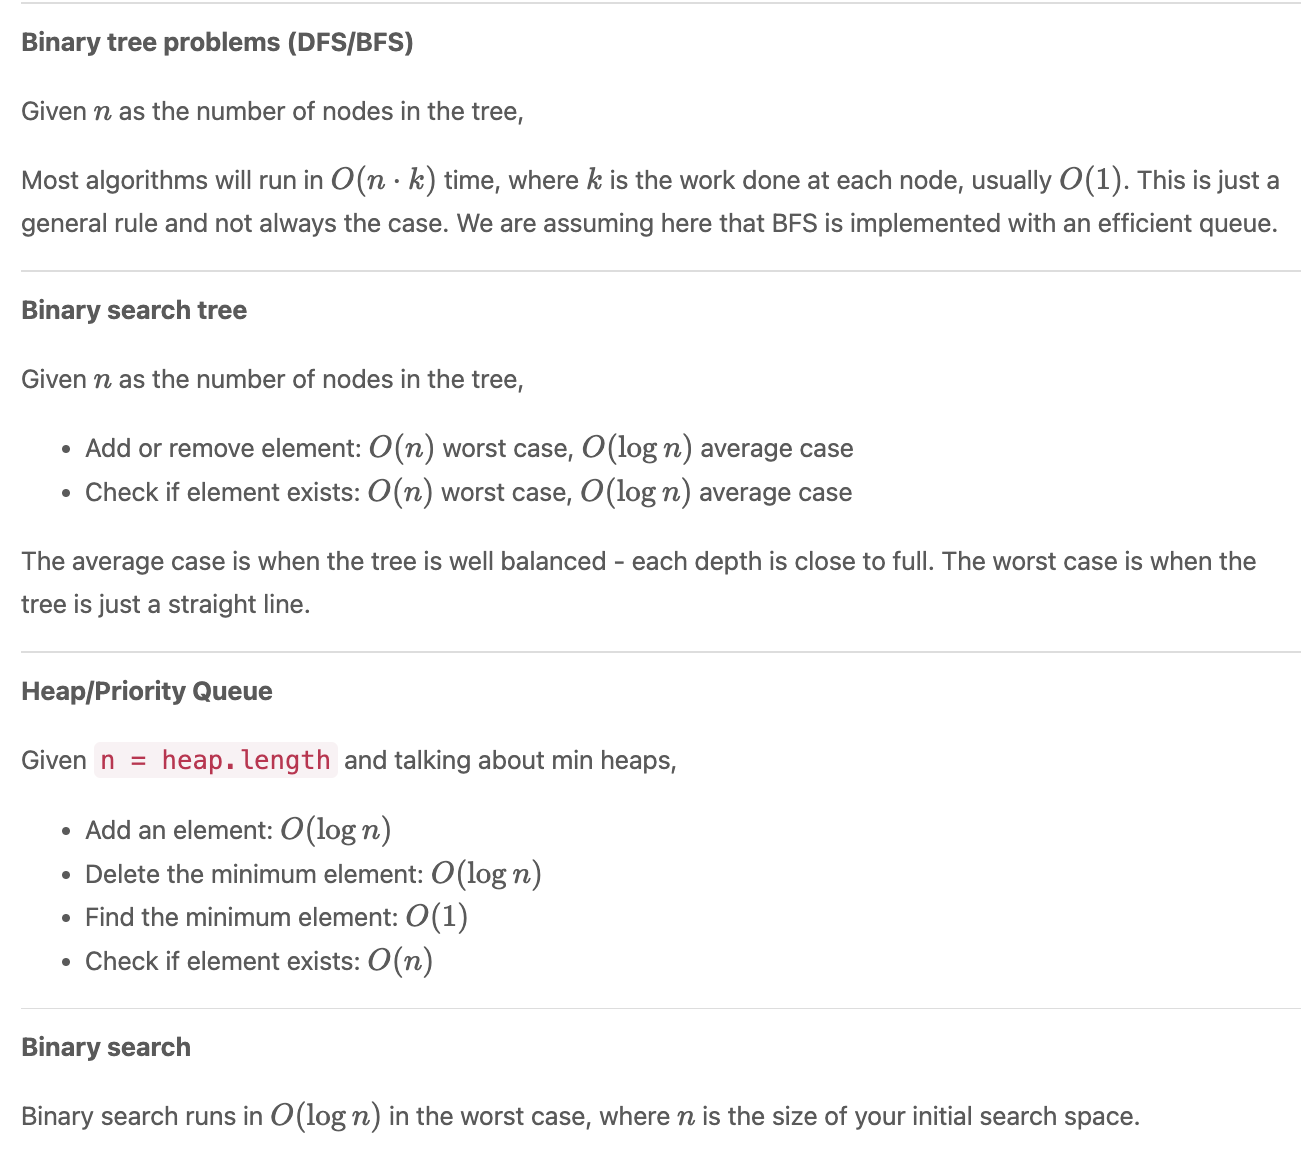 Binary tree problems (DFS/BFS)
Given n as the number of nodes in the tree,
Most algorithms will run in O(n · k) time, where k is the work done at each node, usually O(1). This is just a
general rule and not always the case. We are assuming here that BFS is implemented with an efficient queue.
Binary search tree
Given n as the number of nodes in the tree,
• Add or remove element: O(n) worst case, O(log n) average case
• Check if element exists: O(n) worst case, O(log n) average case
The average case is when the tree is well balanced - each depth is close to full. The worst case is when the
tree is just a straight line.
Heap/Priority Queue
Given n = heap.length and talking about min heaps,
• Add an element: O(log n)
• Delete the minimum element: O(log n)
• Find the minimum element: O(1)
• Check if element exists: O(n)
Binary search
Binary search runs in O(log n) in the worst case, where n is the size of your initial search space.